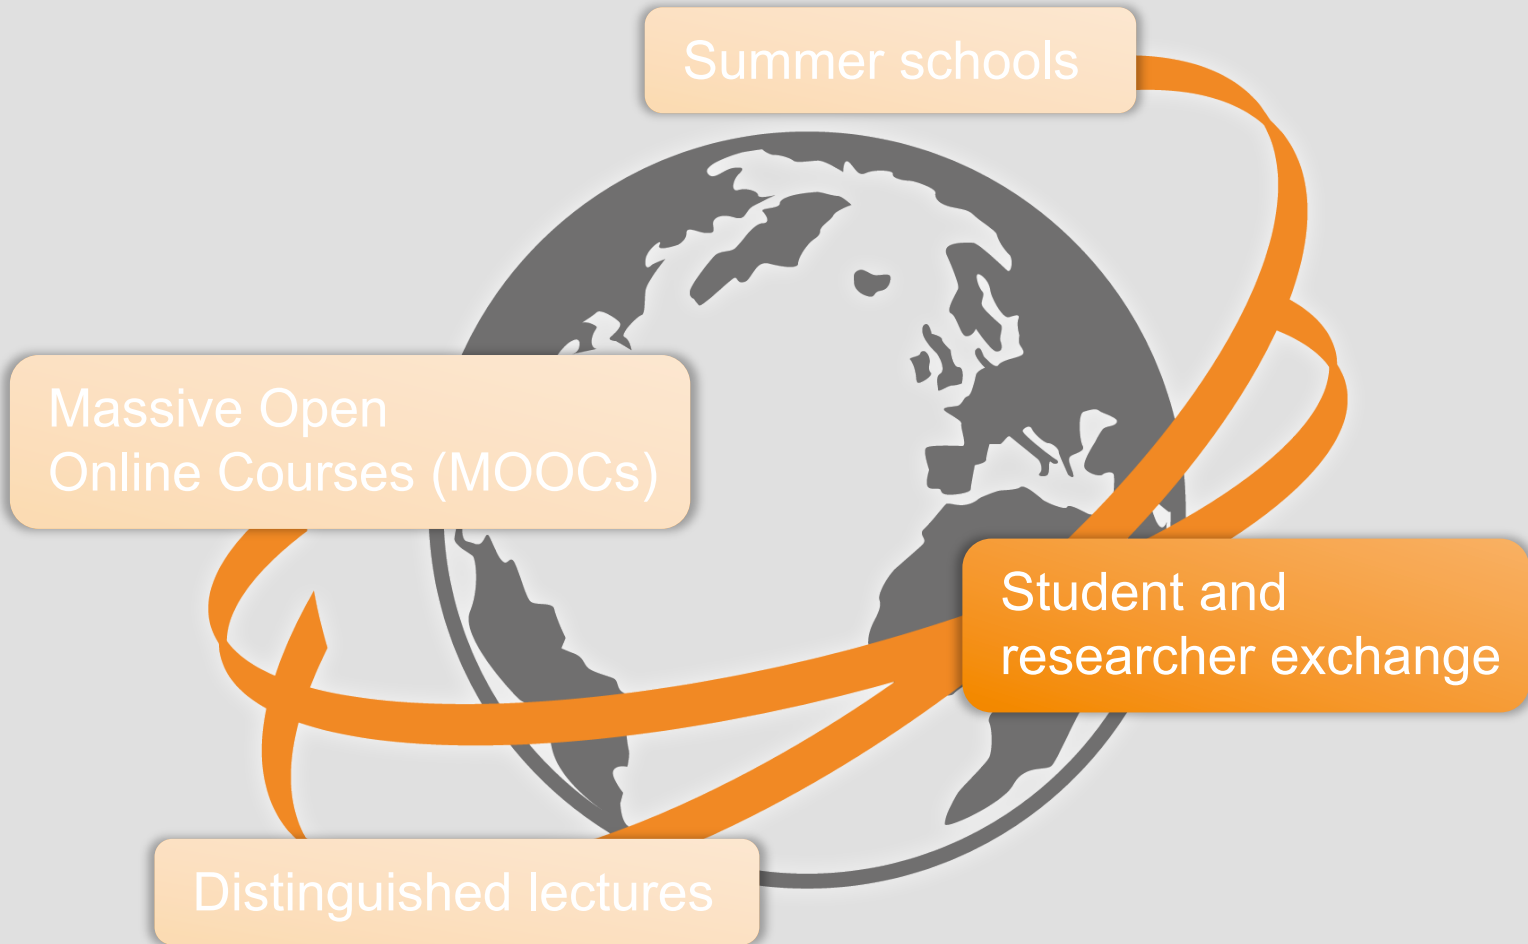 Summer schools
Massive Open
Online Courses (MOOCs)
Student and
researcher exchange
Distinguished lectures